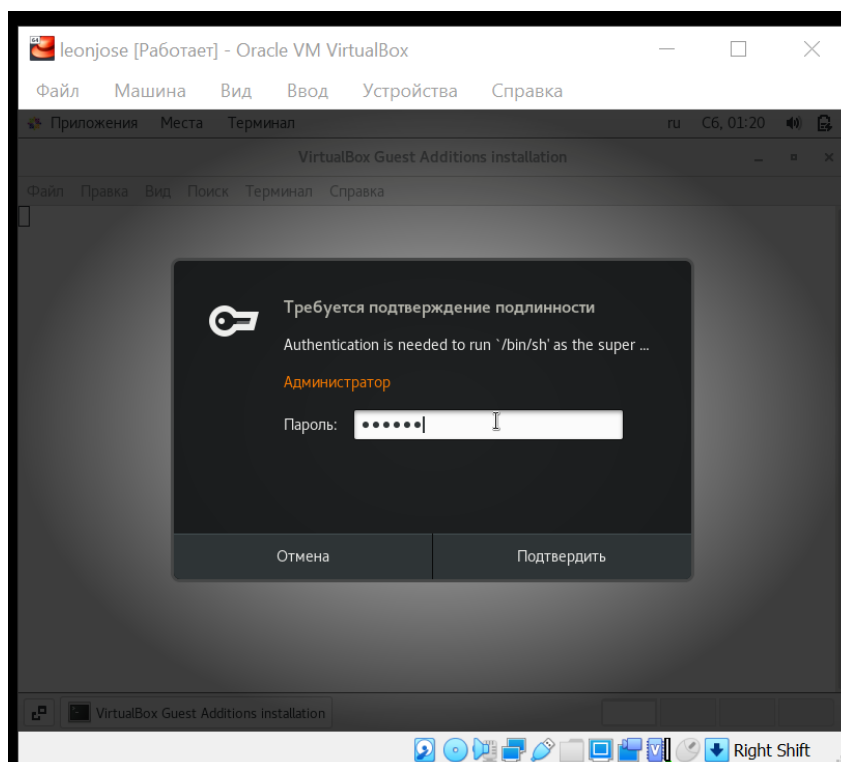 leonjose [Работает] - Oracle VM VirtualBox
Файл Машина Вид Ввод Устройства Справка
Приложения Места Терминал ru Сб, 01:20
VirtualBox Guest Additions installation
Файл Правка Вид Поиск Терминал Справка
Требуется подтверждение подлинности
Authentication is needed to run `/bin/sh' as the super ...
Администратор
Пароль: ••••••
Отмена Подтвердить
VirtualBox Guest Additions installation
Right Shift